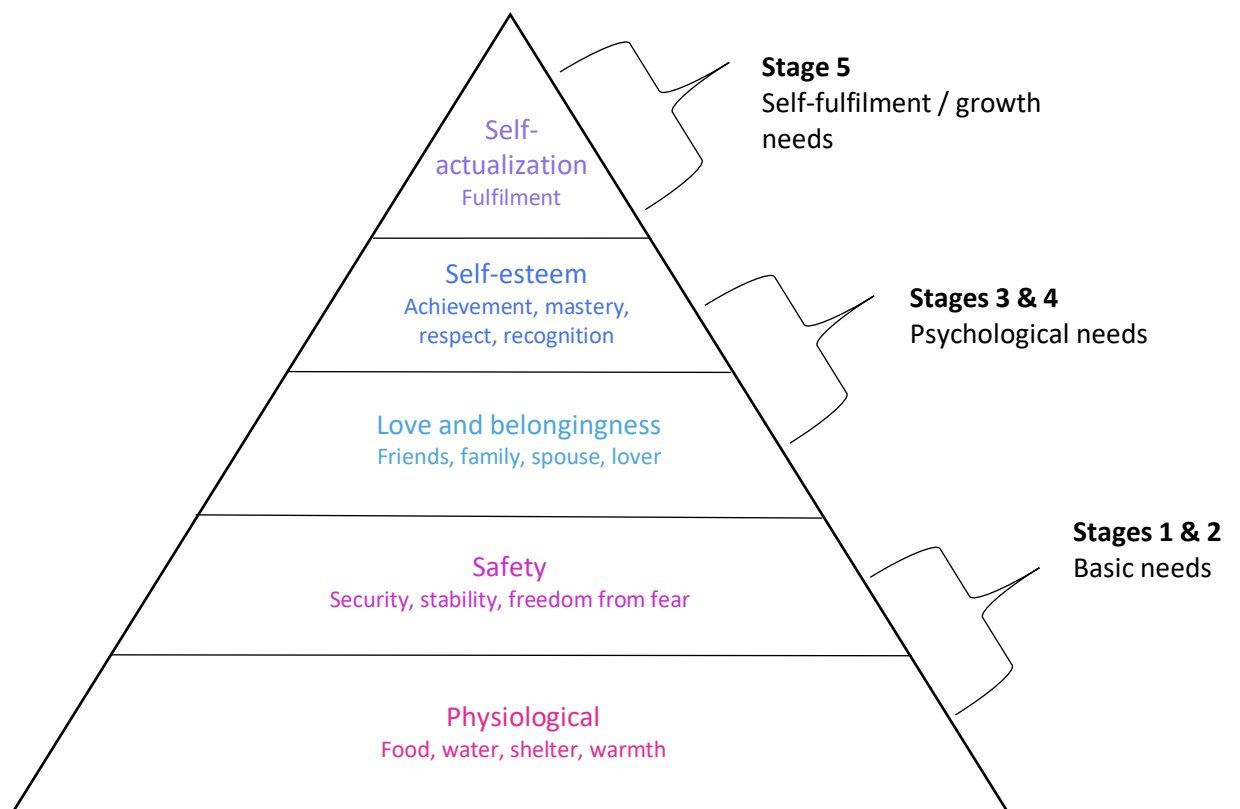 Stage 5
Self-fulfilment / growth
needs
Self-
actualization
Fulfilment
Self-esteem
Achievement, mastery,
respect, recognition
Stages 3 & 4
Psychological needs
Love and belongingness
Friends, family, spouse, lover
Stages 1 & 2
Basic needs
Safety
Security, stability, freedom from fear
Physiological
Food, water, shelter, warmth